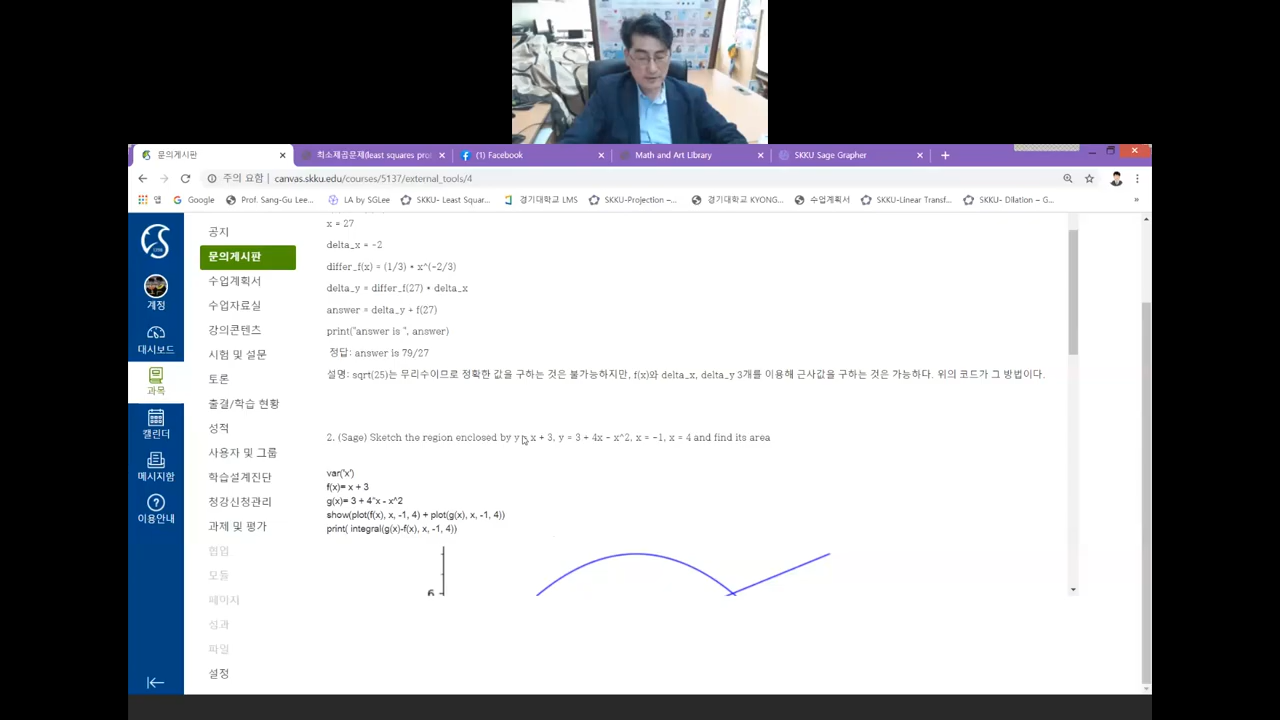 문의게시판
최소제곱문제(least squares pro
(1) Facebook
Math and Art Library
SKKU Sage Grapher
주의 요함 | canvas.skku.edu/courses/5137/external_tools/4
앱 Google Prof. Sang-Gu Lee... LA by SGLee SKKU- Least Squar... 경기대학교 LMS SKKU-Projection –... 경기대학교 KYONG... 수업계획서 SKKU-Linear Transf... SKKU- Dilation – G... »
계정
대시보드
과목
캘린더
메시지함
이용안내
공지
문의게시판
수업계획서
수업자료실
강의콘텐츠
시험 및 설문
토론
출결/학습 현황
성적
사용자 및 그룹
학습설계진단
청강신청관리
과제 및 평가
협업
모듈
페이지
성과
파일
설정
x = 27
delta_x = -2
differ_f(x) = (1/3) * x^(-2/3)
delta_y = differ_f(27) * delta_x
answer = delta_y + f(27)
print("answer is ", answer)
정답: answer is 79/27
설명: sqrt(25)는 무리수이므로 정확한 값을 구하는 것은 불가능하지만, f(x)와 delta_x, delta_y 3개를 이용해 근사값을 구하는 것은 가능하다. 위의 코드가 그 방법이다.
2, (Sage) Sketch the region enclosed by y = x + 3, y = 3 + 4x - x^2, x = -1, x = 4 and find its area
var('x')
f(x)= x + 3
g(x)= 3 + 4*x - x^2
show(plot(f(x), x, -1, 4) + plot(g(x), x, -1, 4))
print( integral(g(x)-f(x), x, -1, 4))